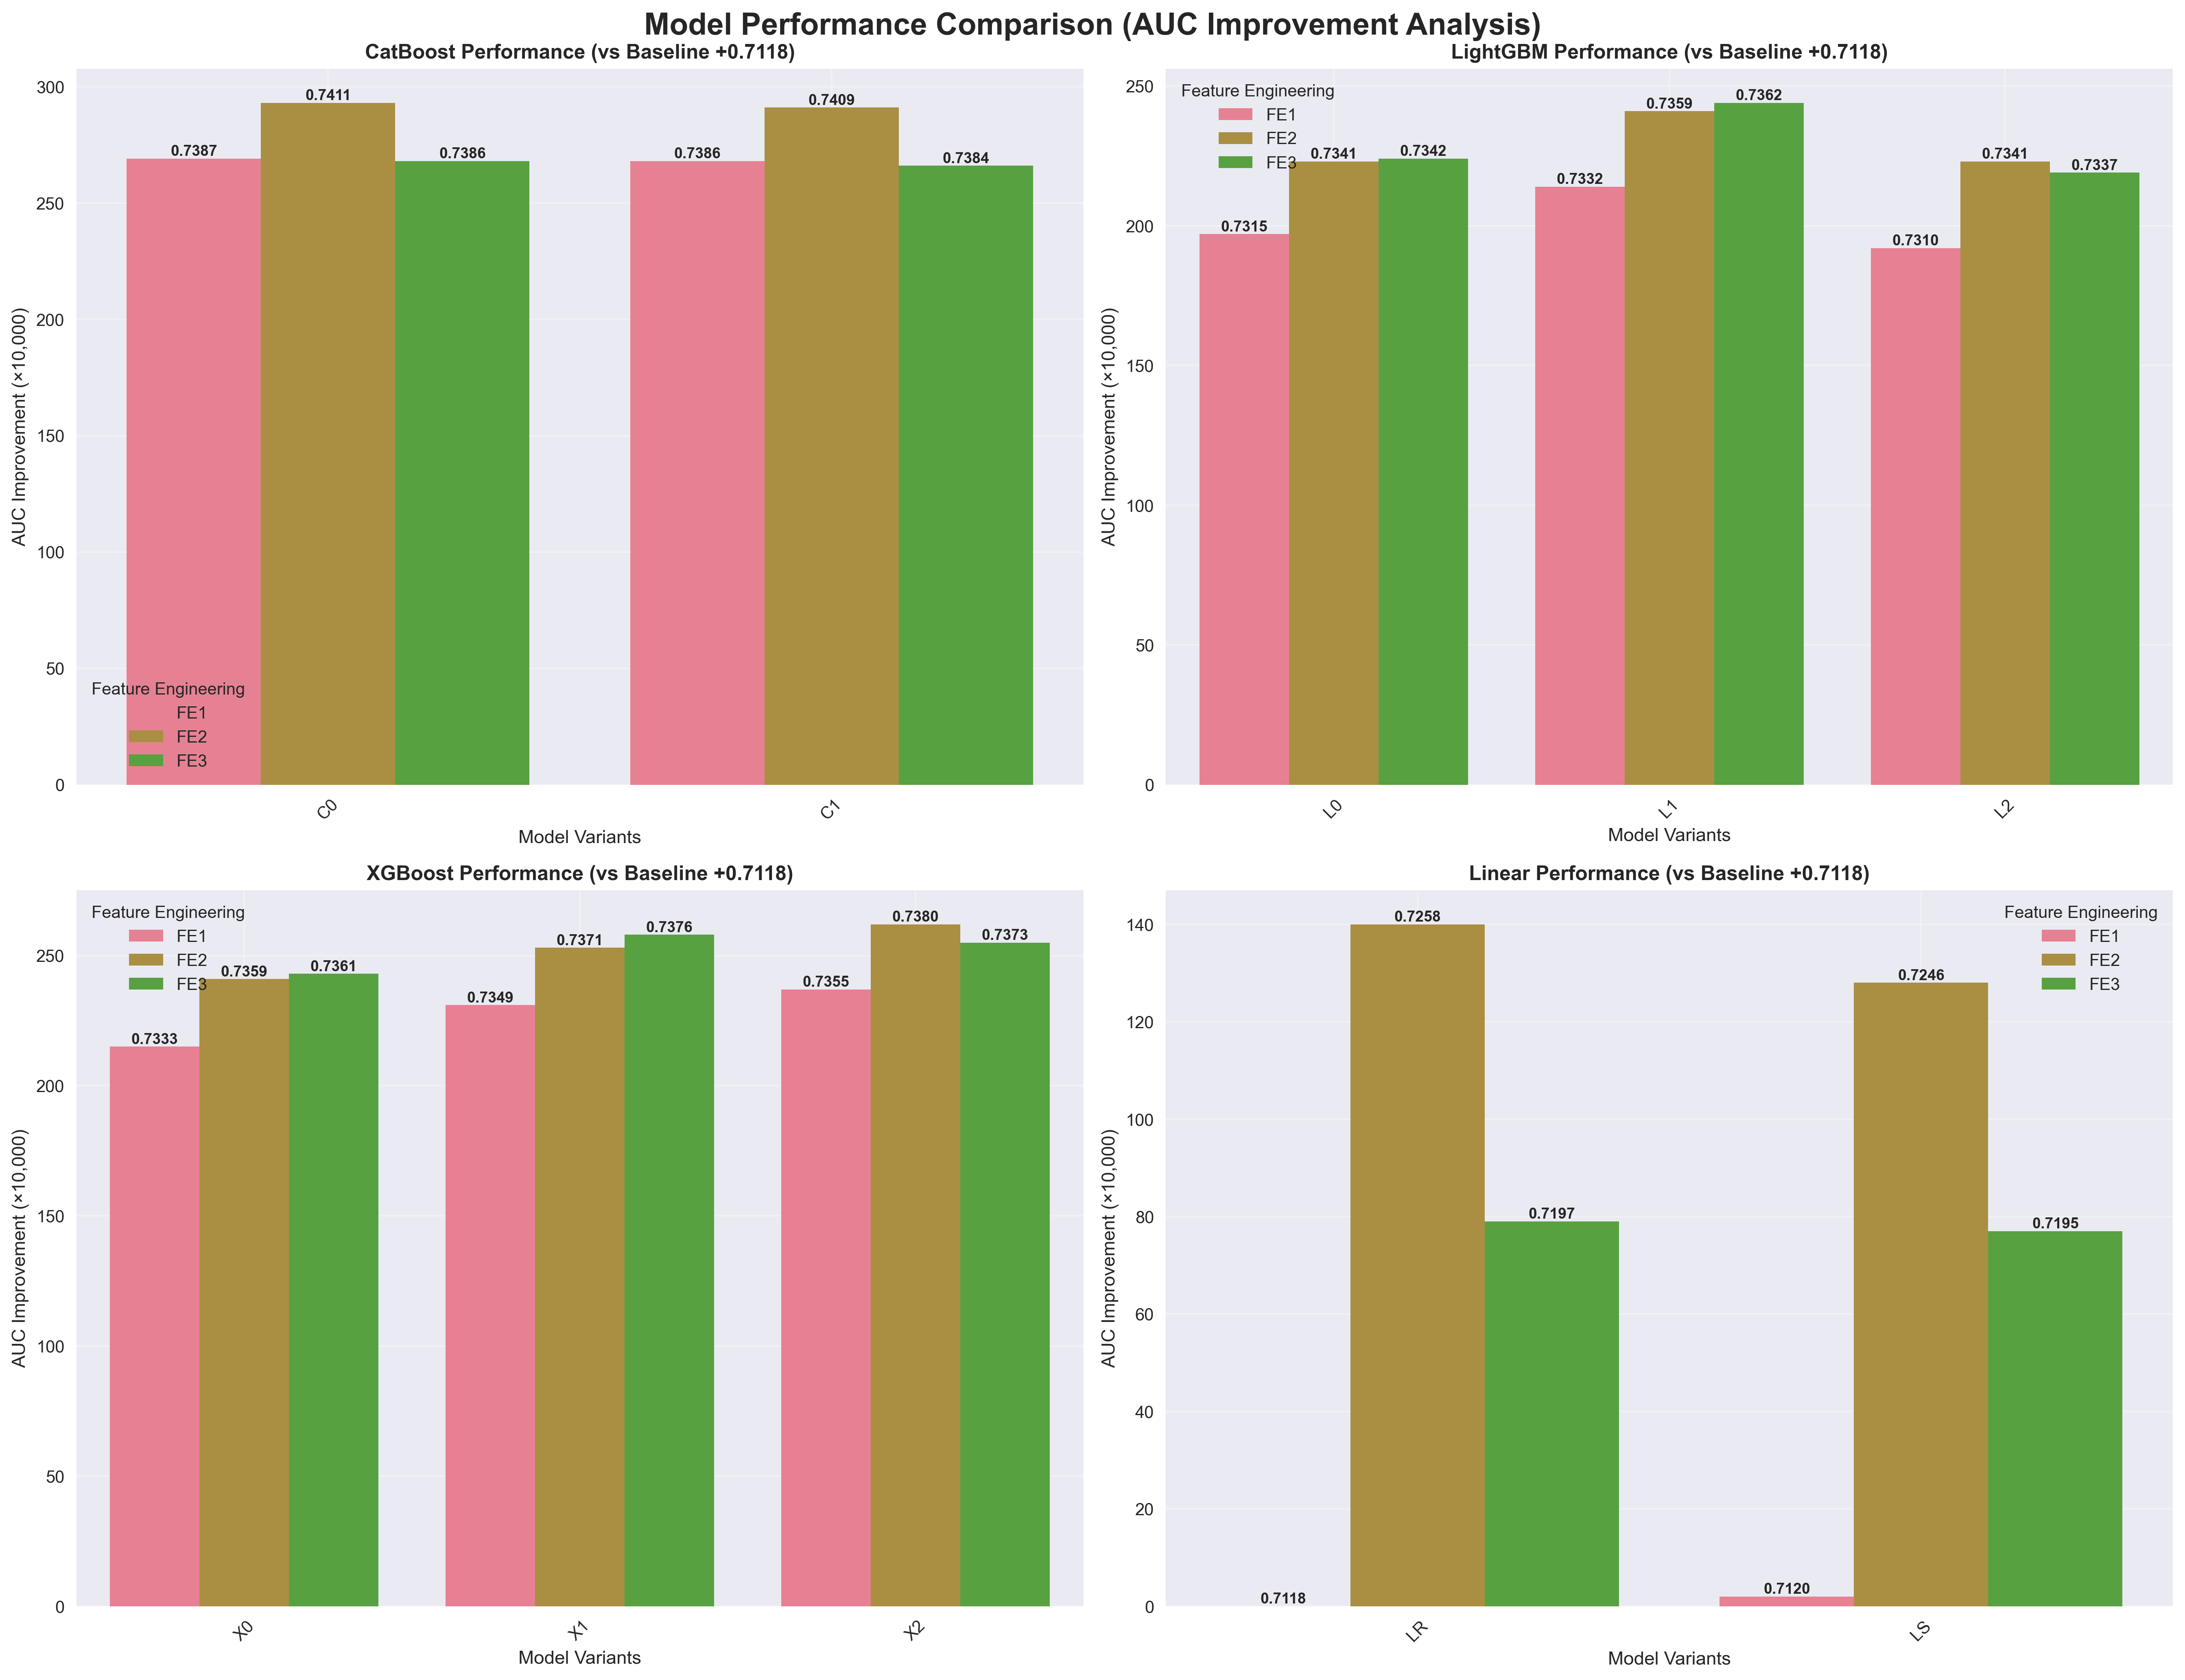 Model Performance Comparison (AUC Improvement Analysis)
CatBoost Performance (vs Baseline +0.7118)
AUC Improvement (×10,000)
300
250
200
150
100
50
0
0.7387
0.7411
0.7386
0.7386
0.7409
0.7384
Feature Engineering
FE1
FE2
FE3
C0
C1
Model Variants
LightGBM Performance (vs Baseline +0.7118)
AUC Improvement (×10,000)
250
200
150
100
50
0
Feature Engineering
FE1
FE2
FE3
0.7315
0.7341
0.7342
0.7332
0.7359
0.7362
0.7310
0.7341
0.7337
L0
L1
L2
Model Variants
XGBoost Performance (vs Baseline +0.7118)
AUC Improvement (×10,000)
250
200
150
100
50
0
Feature Engineering
FE1
FE2
FE3
0.7333
0.7359
0.7361
0.7349
0.7371
0.7376
0.7355
0.7380
0.7373
X0
X1
X2
Model Variants
Linear Performance (vs Baseline +0.7118)
AUC Improvement (×10,000)
140
120
100
80
60
40
20
0
Feature Engineering
FE1
FE2
FE3
0.7118
0.7258
0.7197
0.7120
0.7246
0.7195
LR
LS
Model Variants